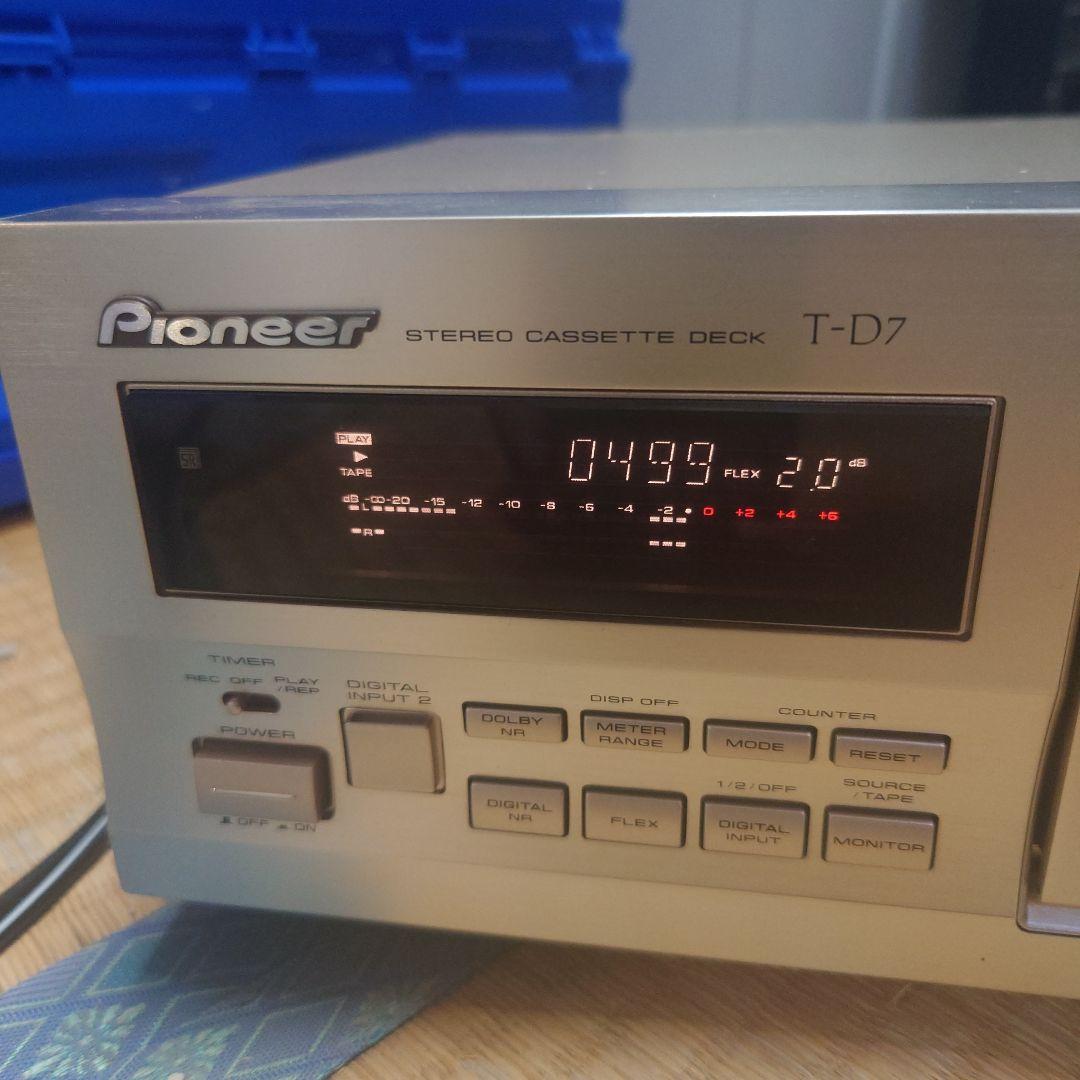 Pioneer STEREO CASSETTE DECK T-D7
PLAY
TAPE
0499 FLEX 2.0 dB
dB -∞ -20 -15 -12 -10 -8 -6 -4 -2 0 +2 +4 +6
L
R
TIMER
REC OFF PLAY
/REP
POWER
OFF ON
DIGITAL
INPUT 2
DOLBY
NR
DISP OFF
METER
RANGE
COUNTER
MODE
RESET
DIGITAL
NR
FLEX
1/2/OFF
DIGITAL
INPUT
SOURCE
/TAPE
MONITOR